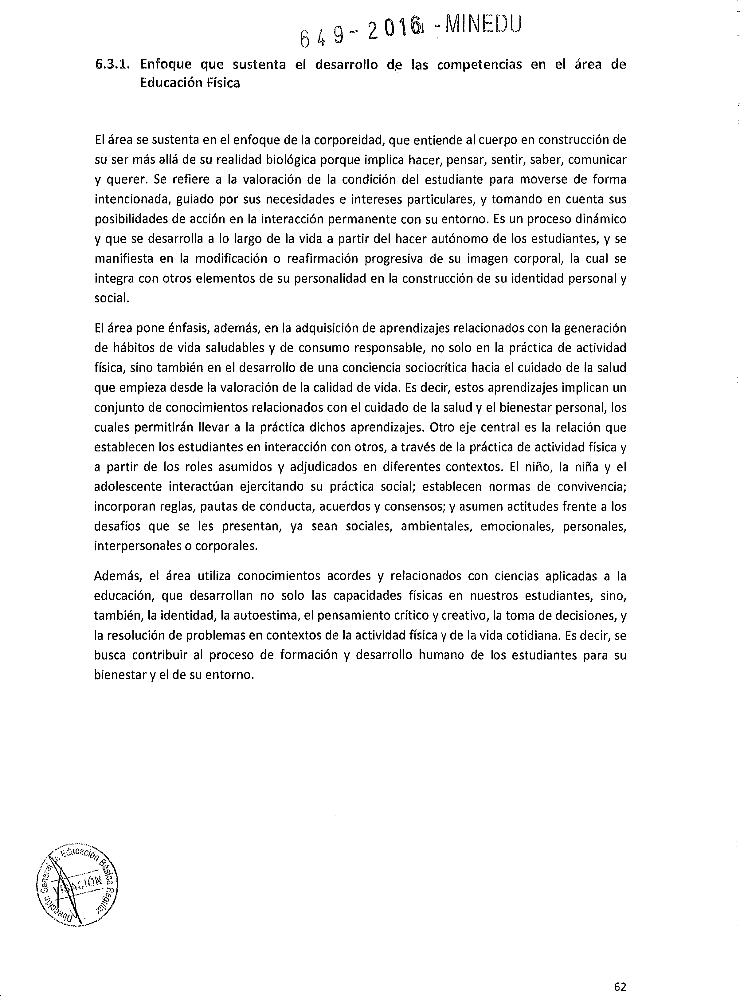 649-2016 -MINEDU
6.3.1. Enfoque que sustenta el desarrollo de las competencias en el área de
Educación Física
El área se sustenta en el enfoque de la corporeidad, que entiende al cuerpo en construcción de
su ser más allá de su realidad biológica porque implica hacer, pensar, sentir, saber, comunicar
y querer. Se refiere a la valoración de la condición del estudiante para moverse de forma
intencionada, guiado por sus necesidades e intereses particulares, y tomando en cuenta sus
posibilidades de acción en la interacción permanente con su entorno. Es un proceso dinámico
y que se desarrolla a lo largo de la vida a partir del hacer autónomo de los estudiantes, y se
manifiesta en la modificación o reafirmación progresiva de su imagen corporal, la cual se
integra con otros elementos de su personalidad en la construcción de su identidad personal y
social.
El área pone énfasis, además, en la adquisición de aprendizajes relacionados con la generación
de hábitos de vida saludables y de consumo responsable, no solo en la práctica de actividad
física, sino también en el desarrollo de una conciencia sociocrítica hacia el cuidado de la salud
que empieza desde la valoración de la calidad de vida. Es decir, estos aprendizajes implican un
conjunto de conocimientos relacionados con el cuidado de la salud y el bienestar personal, los
cuales permitirán llevar a la práctica dichos aprendizajes. Otro eje central es la relación que
establecen los estudiantes en interacción con otros, a través de la práctica de actividad física y
a partir de los roles asumidos y adjudicados en diferentes contextos. El niño, la niña y el
adolescente interactúan ejercitando su práctica social; establecen normas de convivencia;
incorporan reglas, pautas de conducta, acuerdos y consensos; y asumen actitudes frente a los
desafíos que se les presentan, ya sean sociales, ambientales, emocionales, personales,
interpersonales o corporales.
Además, el área utiliza conocimientos acordes y relacionados con ciencias aplicadas a la
educación, que desarrollan no solo las capacidades físicas en nuestros estudiantes, sino,
también, la identidad, la autoestima, el pensamiento crítico y creativo, la toma de decisiones, y
la resolución de problemas en contextos de la actividad física y de la vida cotidiana. Es decir, se
busca contribuir al proceso de formación y desarrollo humano de los estudiantes para su
bienestar y el de su entorno.
Dirección General de Educación Básica Regular
VISACIÓN
62